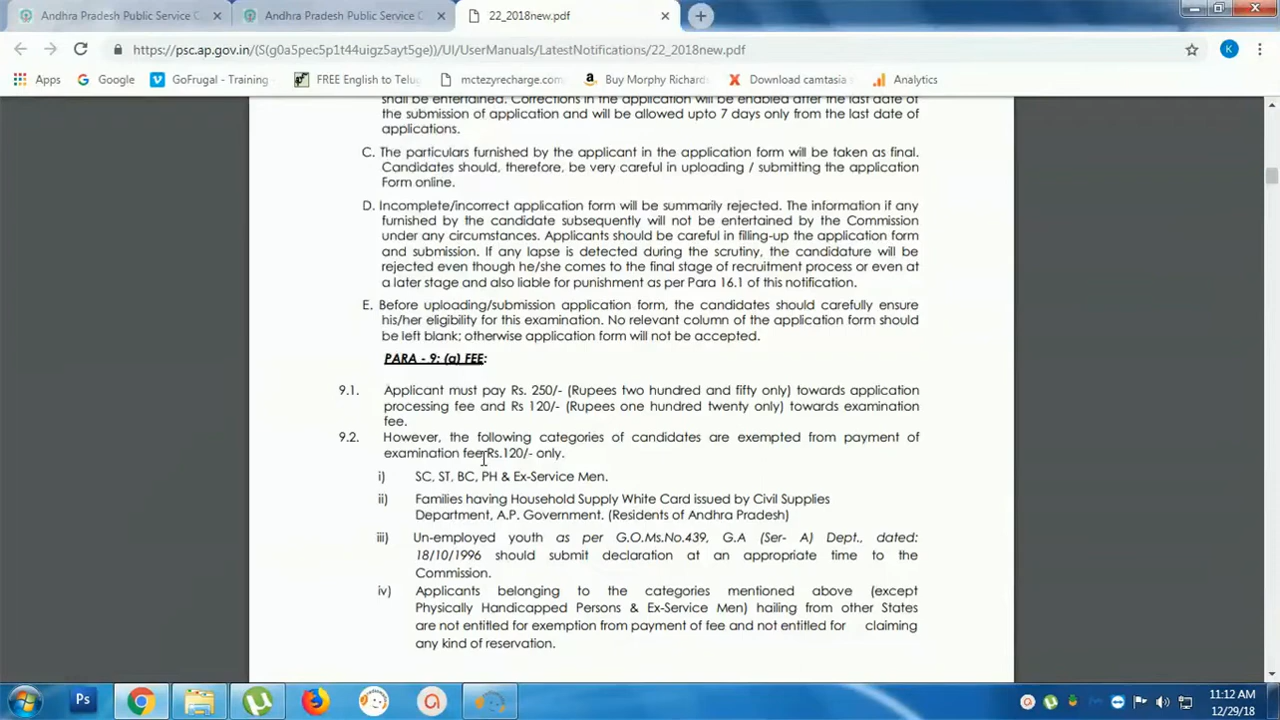 Andhra Pradesh Public Service C
Andhra Pradesh Public Service C
22_2018new.pdf
https://psc.ap.gov.in/(S(g0a5pec5p1t44uigz5ayt5ge))/UI/UserManuals/LatestNotifications/22_2018new.pdf
K
Apps
Google
GoFrugal - Training
FREE English to Telug
mctezyrecharge.com
Buy Morphy Richards
Download camtasia s
Analytics
shall be entertained. Corrections in the application will be enabled after the last date of
the submission of application and will be allowed upto 7 days only from the last date of
applications.
C. The particulars furnished by the applicant in the application form will be taken as final.
Candidates should, therefore, be very careful in uploading / submitting the application
Form online.
D. Incomplete/incorrect application form will be summarily rejected. The information if any
furnished by the candidate subsequently will not be entertained by the Commission
under any circumstances. Applicants should be careful in filling-up the application form
and submission. If any lapse is detected during the scrutiny, the candidature will be
rejected even though he/she comes to the final stage of recruitment process or even at
a later stage and also liable for punishment as per Para 16.1 of this notification.
E. Before uploading/submission application form, the candidates should carefully ensure
his/her eligibility for this examination. No relevant column of the application form should
be left blank; otherwise application form will not be accepted.
PARA - 9: (a) FEE:
9.1. Applicant must pay Rs. 250/- (Rupees two hundred and fifty only) towards application
processing fee and Rs 120/- (Rupees one hundred twenty only) towards examination
fee.
9.2. However, the following categories of candidates are exempted from payment of
examination fee Rs.120/- only.
i) SC, ST, BC, PH & Ex-Service Men.
ii) Families having Household Supply White Card issued by Civil Supplies
Department, A.P. Government. (Residents of Andhra Pradesh)
iii) Un-employed youth as per G.O.Ms.No.439, G.A (Ser- A) Dept., dated:
18/10/1996 should submit declaration at an appropriate time to the
Commission.
iv) Applicants belonging to the categories mentioned above (except
Physically Handicapped Persons & Ex-Service Men) hailing from other States
are not entitled for exemption from payment of fee and not entitled for claiming
any kind of reservation.
Ps
11:12 AM
12/29/18